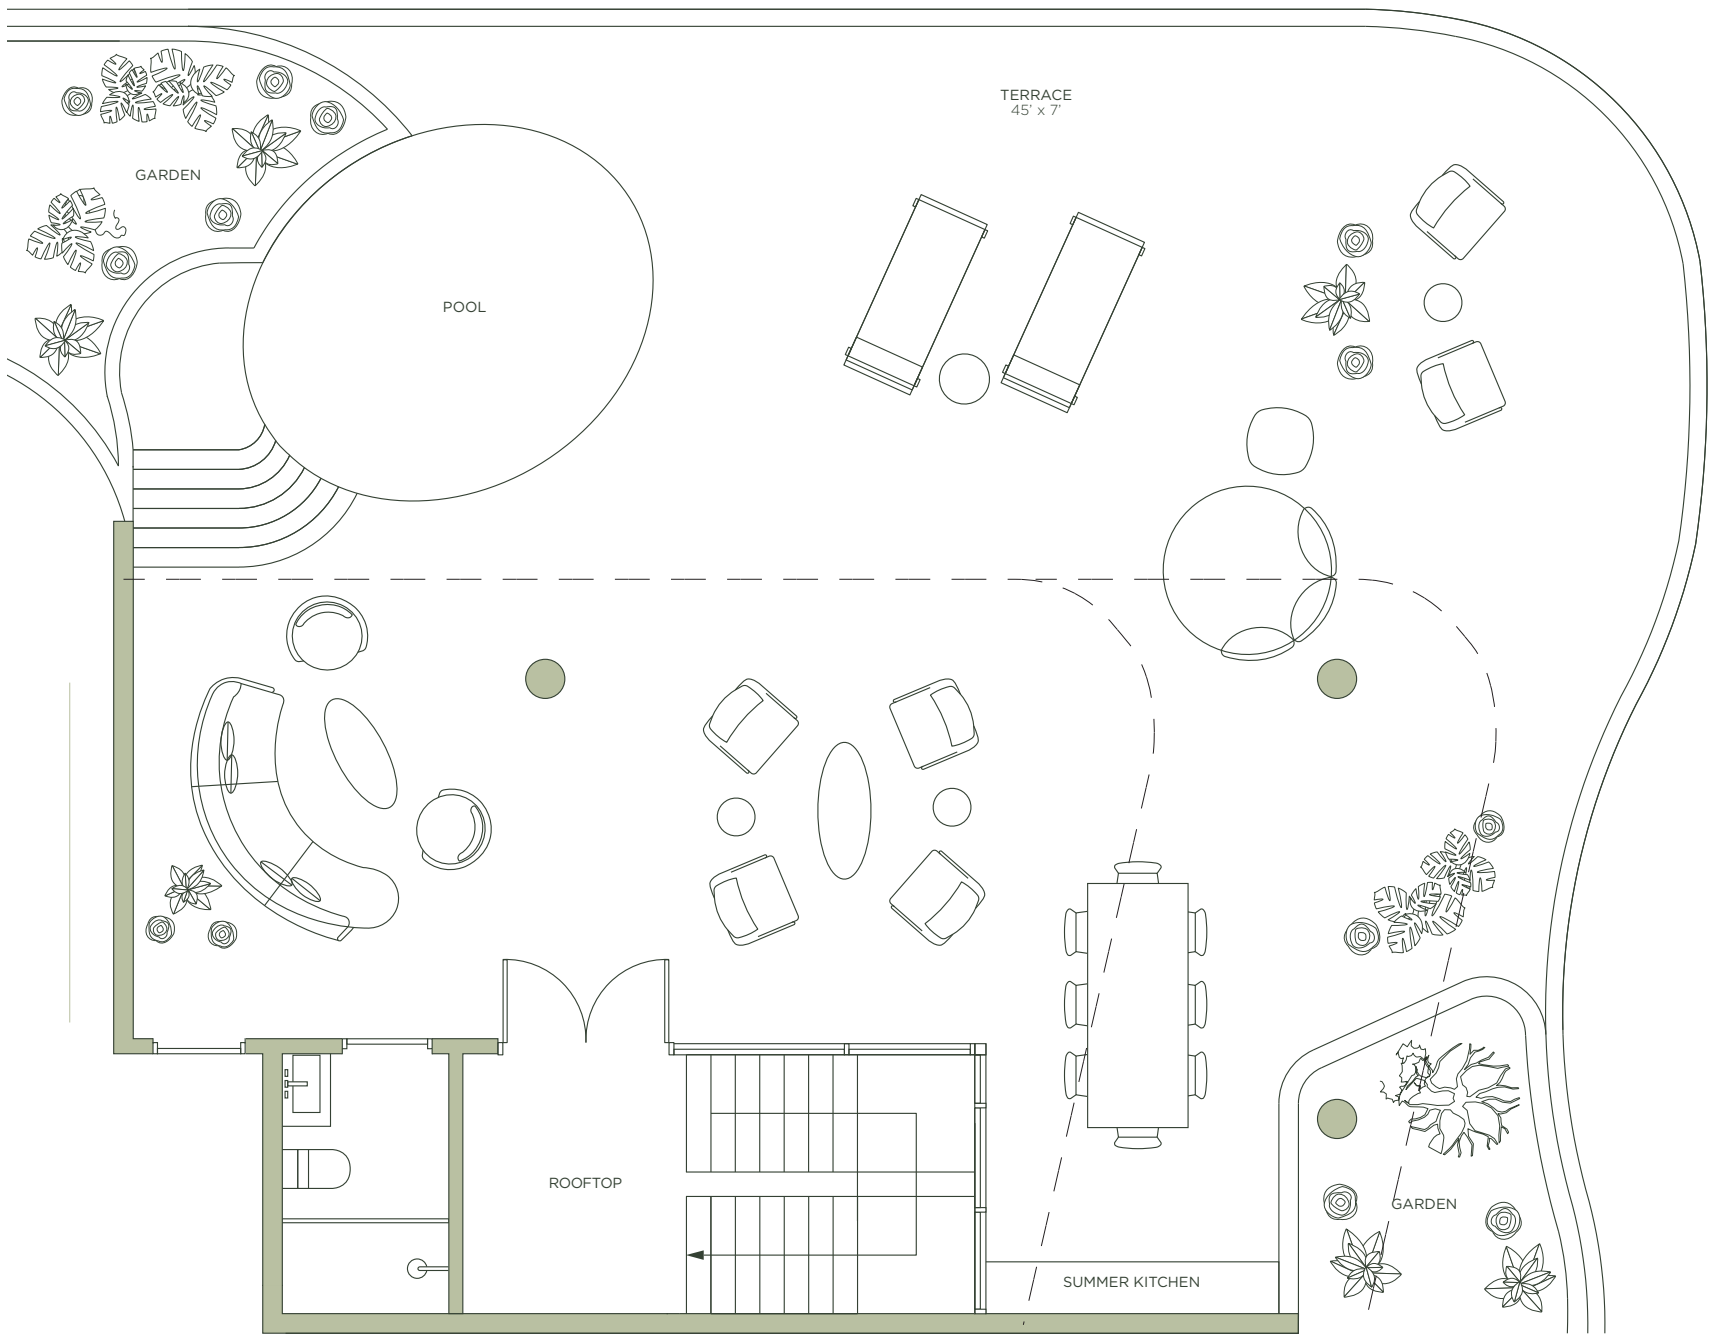 TERRACE
45' x 7'
GARDEN
POOL
ROOFTOP
GARDEN
SUMMER KITCHEN